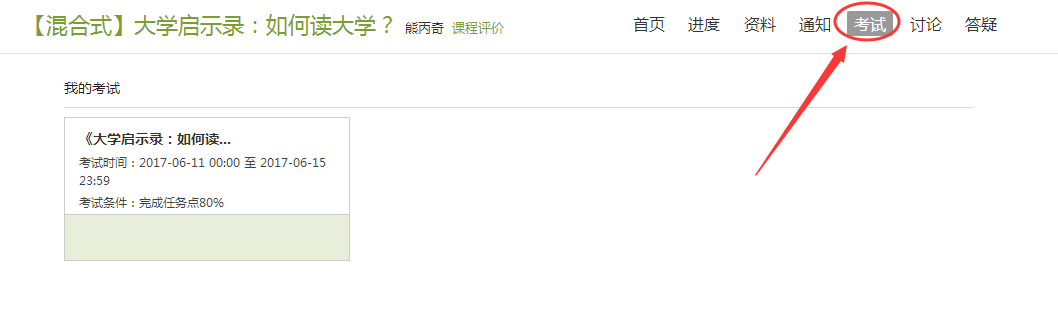 【混合式】大学启示录：如何读大学？ 熊丙奇 课程评价 首页 进度 资料 通知 考试 讨论 答疑
我的考试
《大学启示录：如何读...
考试时间：2017-06-11 00:00 至 2017-06-15
23:59
考试条件：完成任务点80%